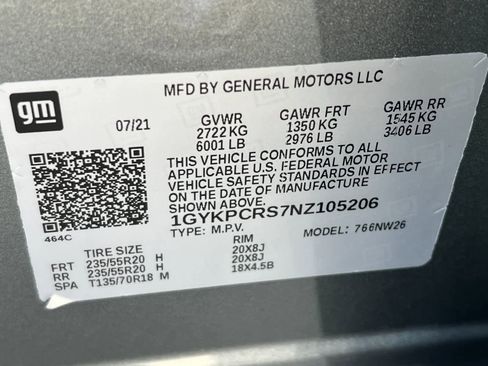 MFD BY GENERAL MOTORS LLC
gm
07/21 GVWR GAWR FRT GAWR RR
2722 KG 1350 KG 1545 KG
6001 LB 2976 LB 3406 LB
THIS VEHICLE CONFORMS TO ALL
APPLICABLE U.S. FEDERAL MOTOR
VEHICLE SAFETY STANDARDS IN EFFECT
ON THE DATE OF MANUFACTURE
SHOWN ABOVE.
1GYKPCRS7NZ105206
464C TYPE: M.P.V. MODEL: 766NW26
TIRE SIZE RIM
FRT 235/55R20 H 20X8J
RR 235/55R20 H 20X8J
SPA T135/70R18 M 18X4.5B